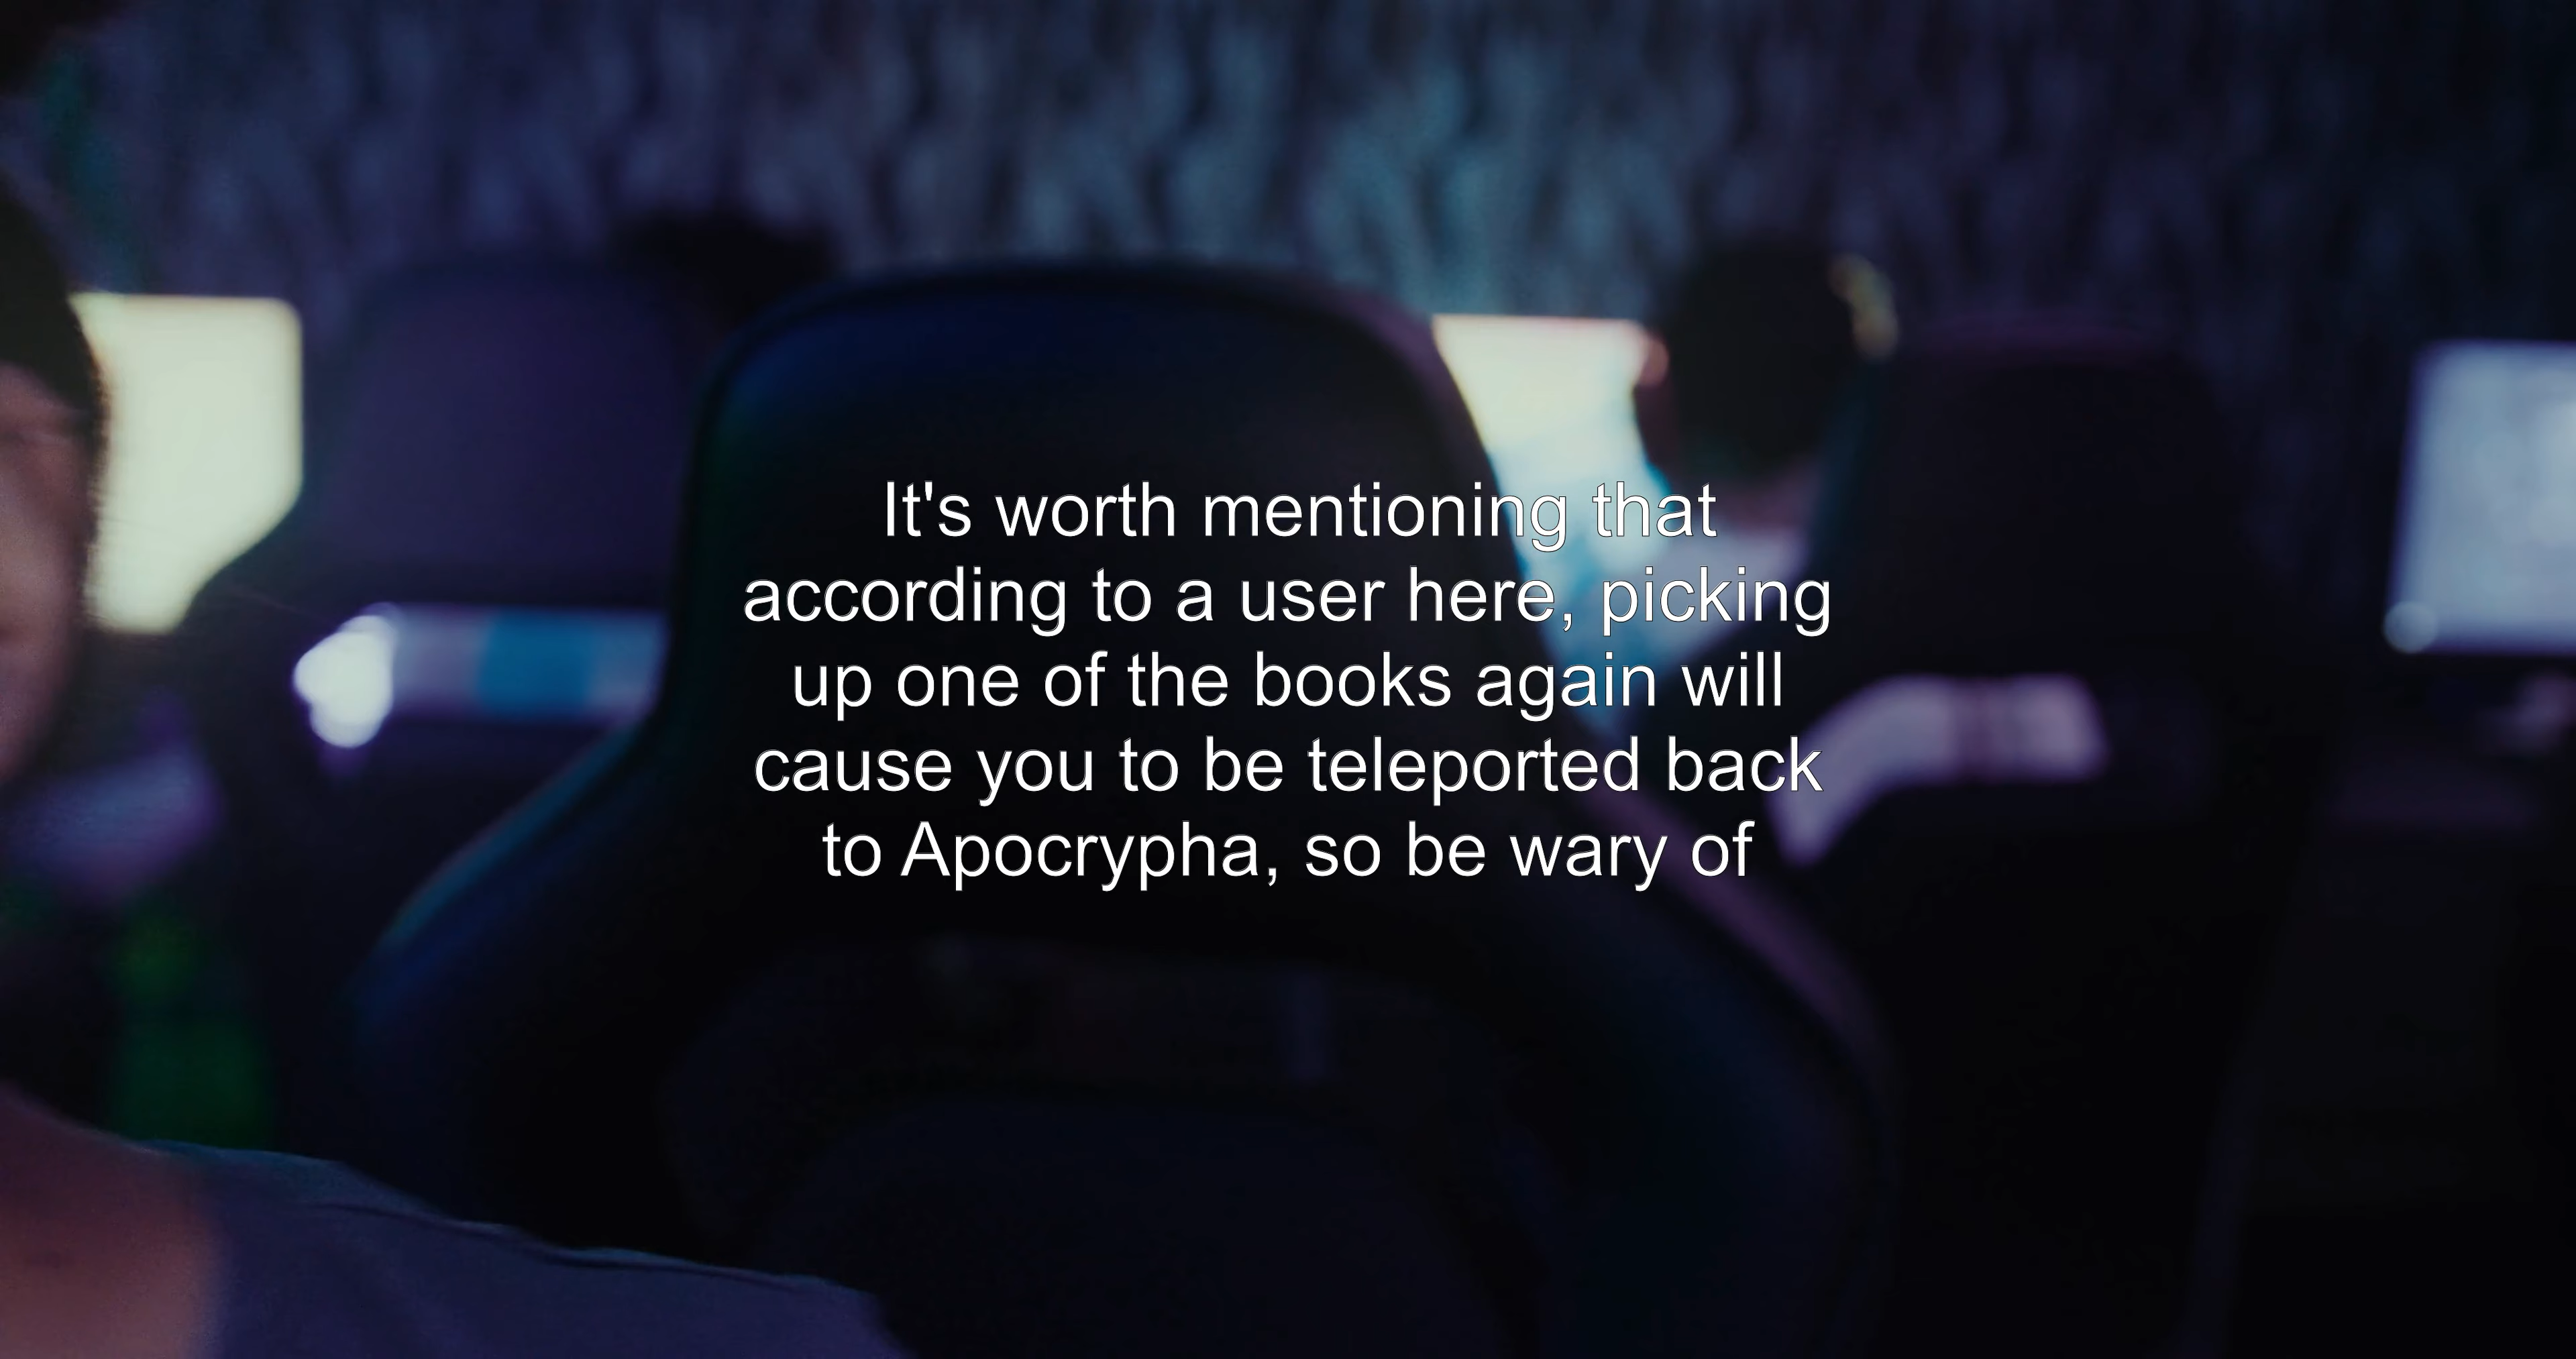 It's worth mentioning that
according to a user here, picking
up one of the books again will
cause you to be teleported back
to Apocrypha, so be wary of